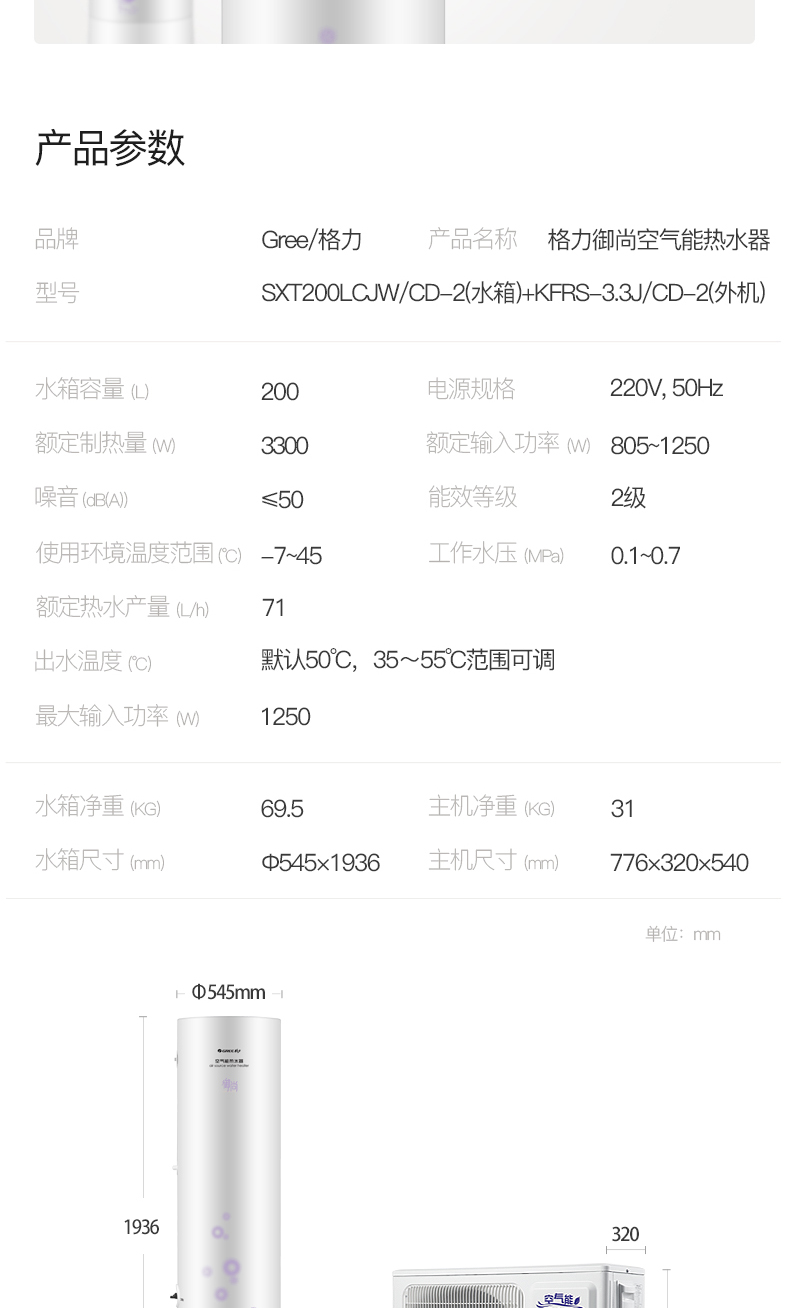 产品参数
品牌 Gree/格力 产品名称 格力御尚空气能热水器
型号 SXT200LCJW/CD-2(水箱)+KFRS-3.3J/CD-2(外机)
水箱容量 (L) 200 电源规格 220V, 50Hz
额定制热量 (W) 3300 额定输入功率 (W) 805~1250
噪音 (dB(A)) ≤50 能效等级 2级
使用环境温度范围 (℃) -7~45 工作水压 (MPa) 0.1~0.7
额定热水产量 (L/h) 71
出水温度 (℃) 默认50℃，35～55℃范围可调
最大输入功率 (W) 1250
水箱净重 (KG) 69.5 主机净重 (KG) 31
水箱尺寸 (mm) Φ545×1936 主机尺寸 (mm) 776×320×540
单位：mm
Φ545mm
GREE格力
空气能热水器
air source water heater
御尚
1936
320
空气能